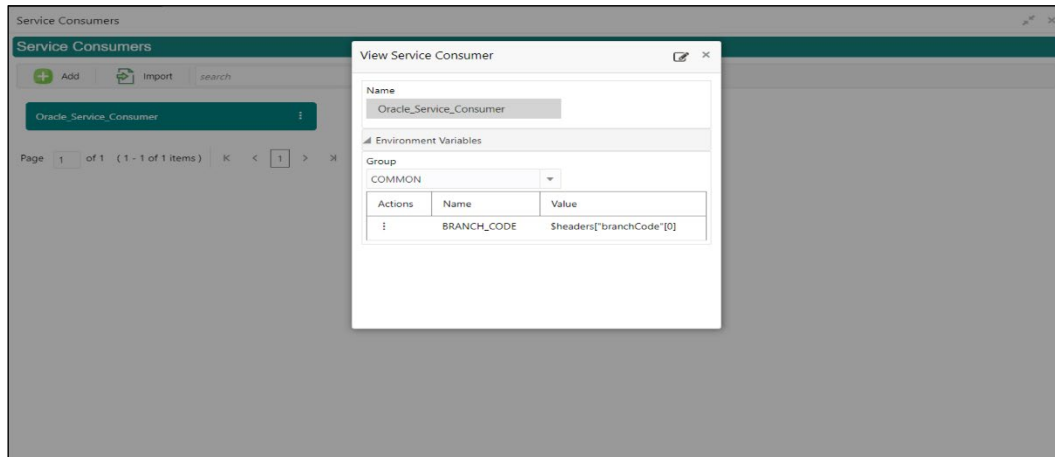 Service Consumers
Service Consumers
Add Import search
Oracle_Service_Consumer
Page 1 of 1 (1 - 1 of 1 items) K < 1 > Ж
View Service Consumer ×
Name
Oracle_Service_Consumer
Environment Variables
Group
COMMON
Actions Name Value
BRANCH_CODE $headers["branchCode"[0]